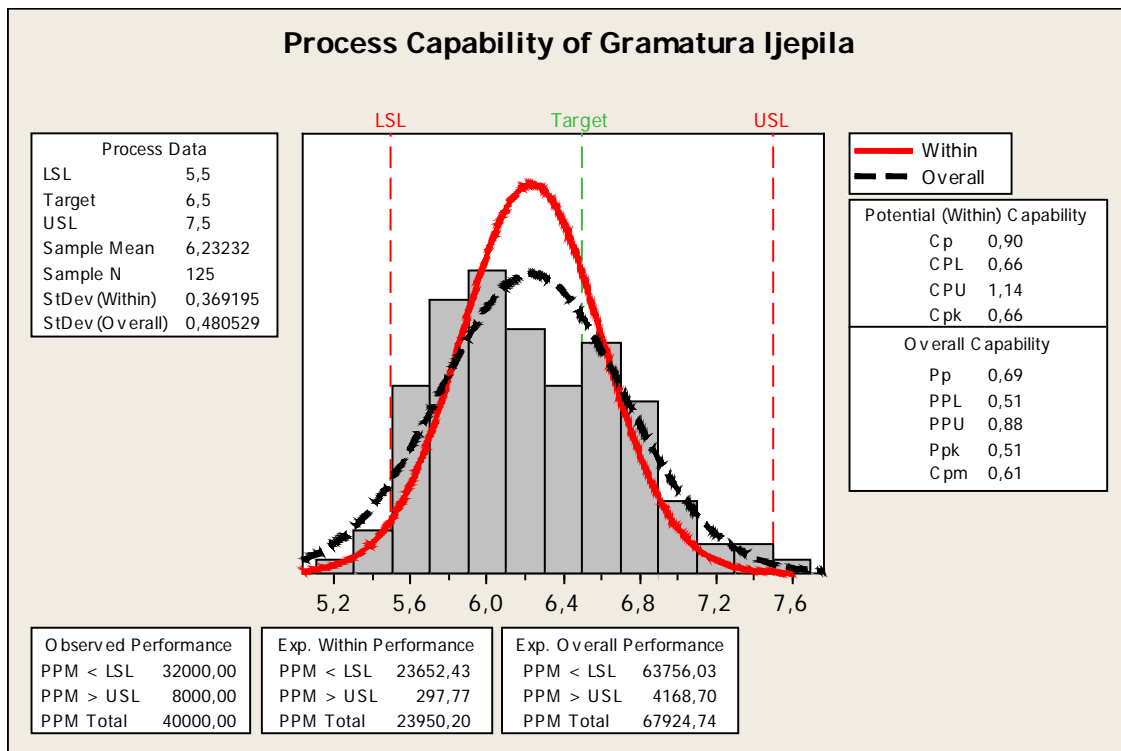 Process Capability of Gramatura ljepila
LSL Target USL
Process Data
LSL 5,5
Target 6,5
USL 7,5
Sample Mean 6,23232
Sample N 125
StDev(Within) 0,369195
StDev(Overall) 0,480529
Within
Overall
Potential (Within) Capability
Cp 0,90
CPL 0,66
CPU 1,14
Cpk 0,66
Overall Capability
Pp 0,69
PPL 0,51
PPU 0,88
Ppk 0,51
Cpm 0,61
5,2 5,6 6,0 6,4 6,8 7,2 7,6
Observed Performance
PPM < LSL 32000,00
PPM > USL 8000,00
PPM Total 40000,00
Exp. Within Performance
PPM < LSL 23652,43
PPM > USL 297,77
PPM Total 23950,20
Exp. Overall Performance
PPM < LSL 63756,03
PPM > USL 4168,70
PPM Total 67924,74